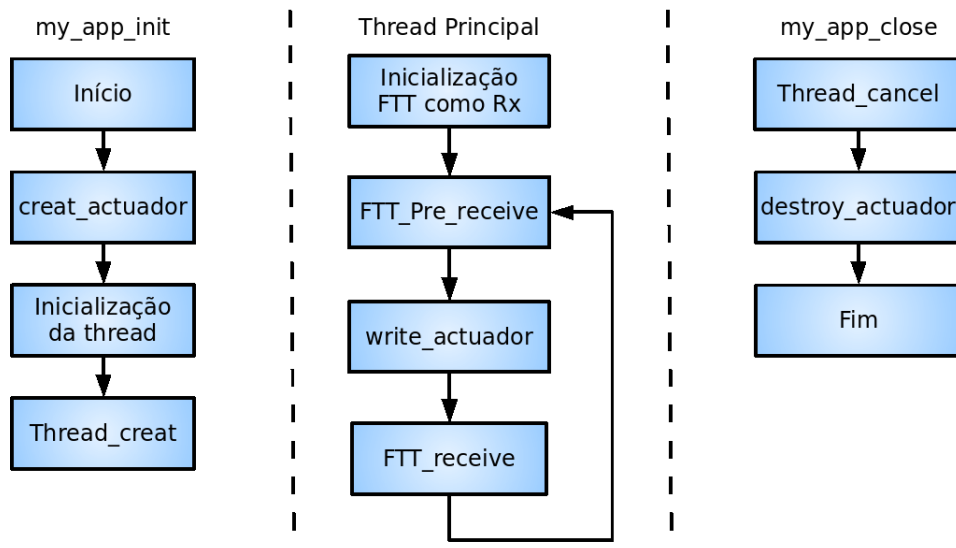 my_app_init
Início
creat_actuador
Inicialização
da thread
Thread_creat
Thread Principal
Inicialização
FTT como Rx
FTT_Pre_receive
write_actuador
FTT_receive
my_app_close
Thread_cancel
destroy_actuador
Fim